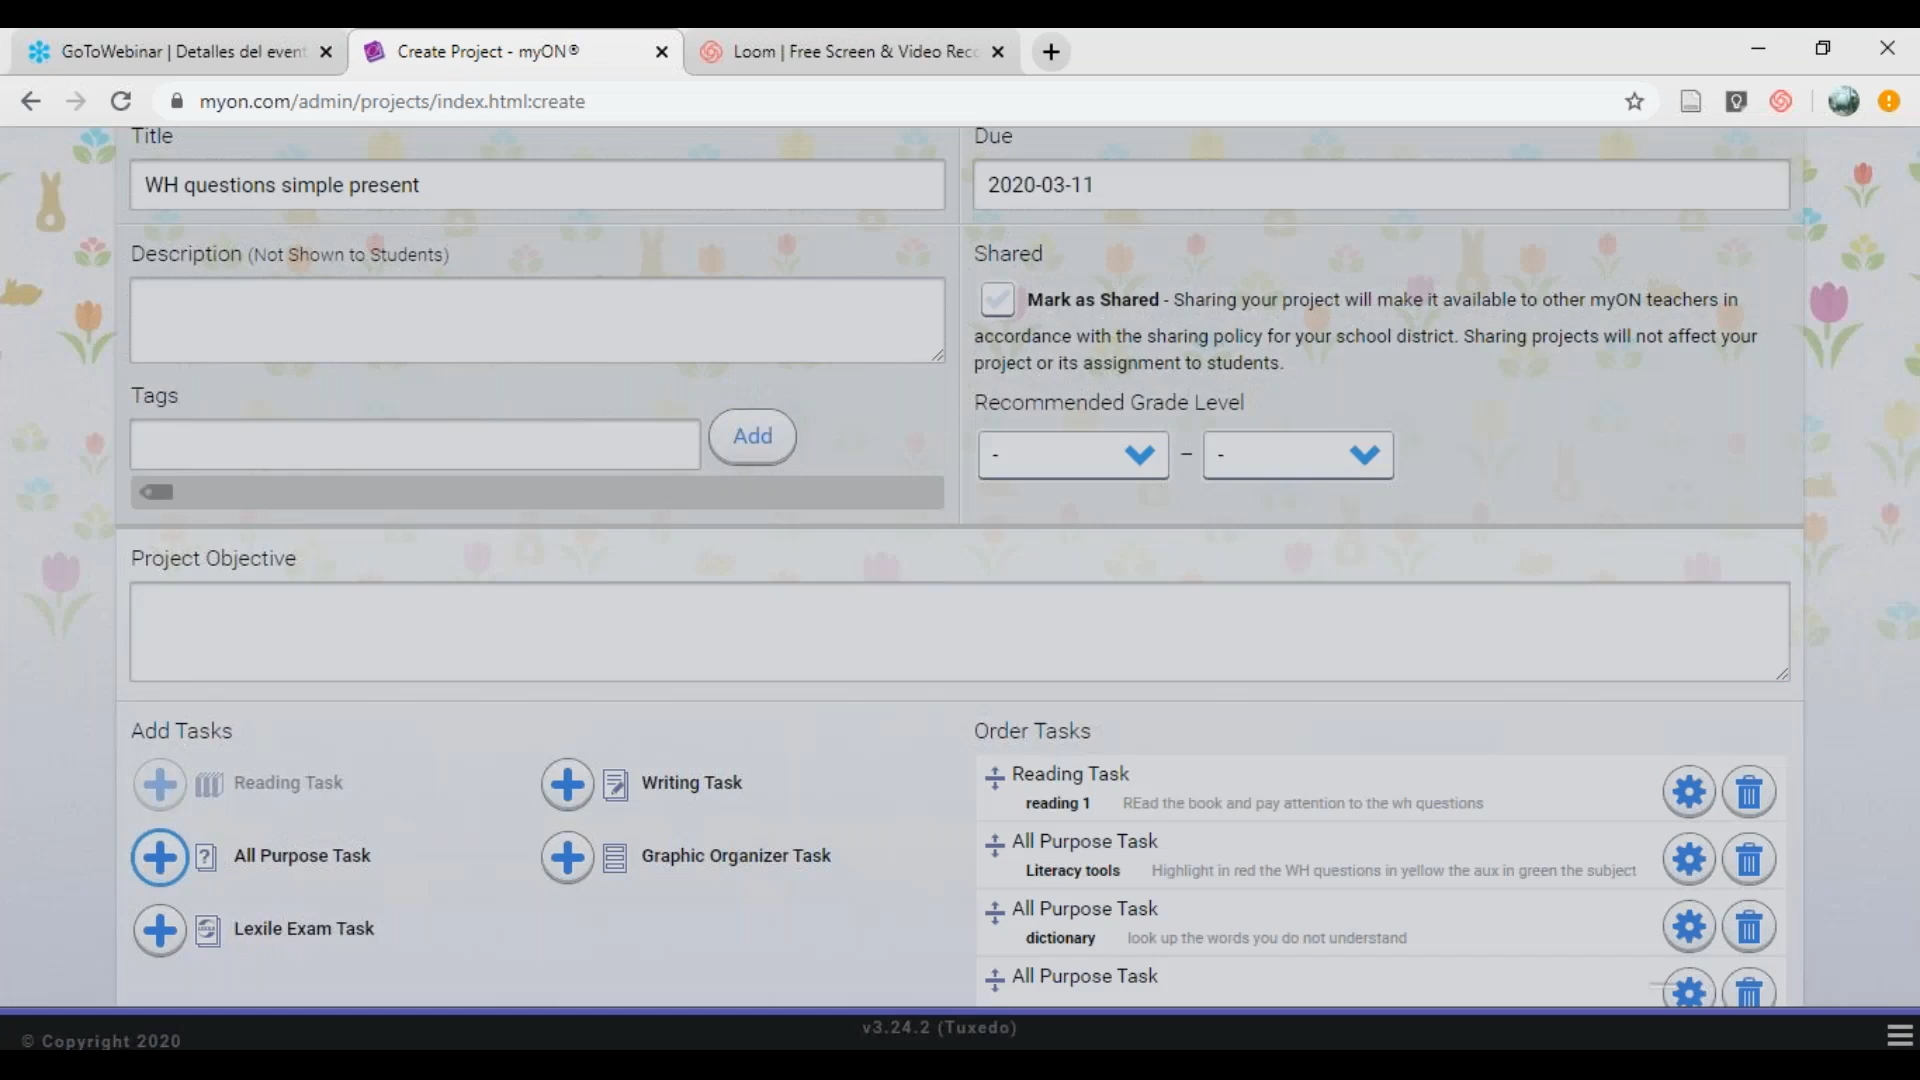 GoToWebinar | Detalles del event
Create Project - myON®
Loom | Free Screen & Video Rec
myon.com/admin/projects/index.html:create
Title
Due
WH questions simple present
2020-03-11
Description (Not Shown to Students)
Shared
Mark as Shared - Sharing your project will make it available to other myON teachers in
accordance with the sharing policy for your school district. Sharing projects will not affect your
project or its assignment to students.
Tags
Recommended Grade Level
Add
- – -
Project Objective
Add Tasks
Order Tasks
Reading Task
Writing Task
All Purpose Task
Graphic Organizer Task
Lexile Exam Task
Reading Task
reading 1 REad the book and pay attention to the wh questions
All Purpose Task
Literacy tools Highlight in red the WH questions in yellow the aux in green the subject
All Purpose Task
dictionary look up the words you do not understand
All Purpose Task
v3.24.2 (Tuxedo)
© Copyright 2020